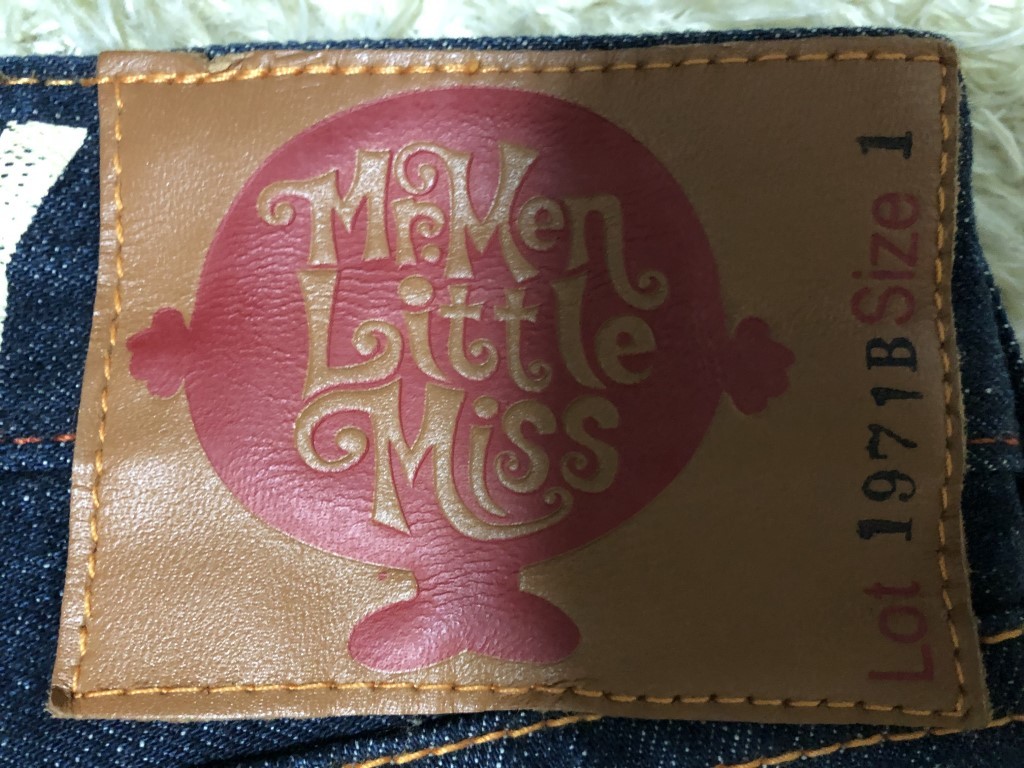 Mr. Men
Little
Miss
Lot 1971B Size 1